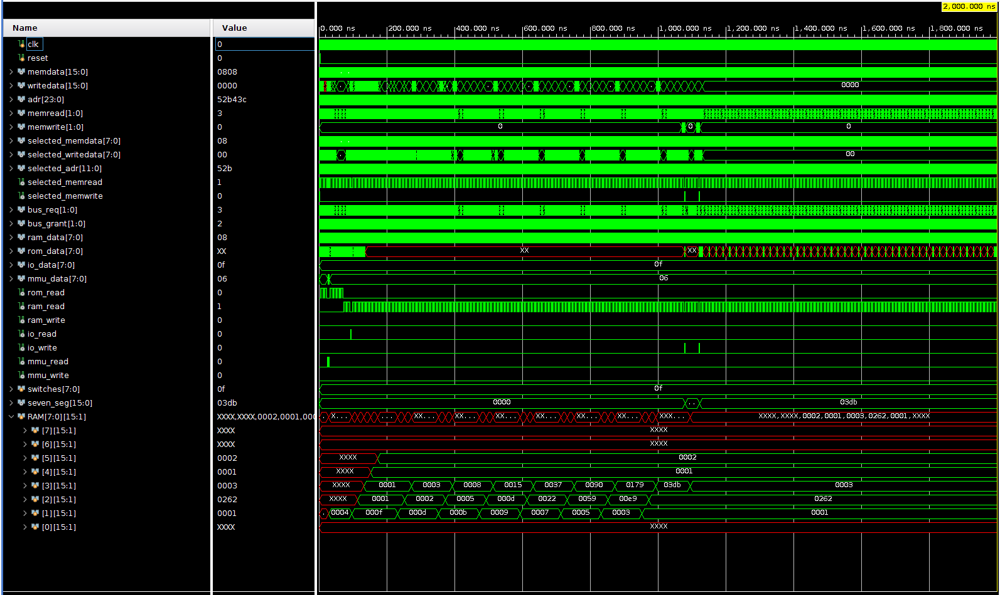 2,000.000 ns
Name Value 0.000 ns 200.000 ns 400.000 ns 600.000 ns 800.000 ns 1,000.000 ns 1,200.000 ns 1,400.000 ns 1,600.000 ns 1,800.000 ns
clk 0
reset 0
memdata[15:0] 0808
writedata[15:0] 0000 0000
adr[23:0] 52b43c
memread[1:0] 3
memwrite[1:0] 0 0 0 0
selected_memdata[7:0] 08
selected_writedata[7:0] 00 00
selected_adr[11:0] 52b
selected_memread 1
selected_memwrite 0
bus_req[1:0] 3
bus_grant[1:0] 2
ram_data[7:0] 08
rom_data[7:0] XX XX XX
io_data[7:0] 0f 0f
mmu_data[7:0] 06 06
rom_read 0
ram_read 1
ram_write 0
io_read 0
io_write 0
mmu_read 0
mmu_write 0
switches[7:0] 0f 0f
seven_seg[15:0] 03db 0000 .. 03db
RAM[7:0][15:1] XXXX,XXXX,0002,0001,000 X... ... XX... XX... XX... XX... XX... XX... XXX... XXXX,XXXX,0002,0001,0003,0262,0001,XXXX
[7][15:1] XXXX XXXX
[6][15:1] XXXX XXXX
[5][15:1] 0002 XXXX 0002
[4][15:1] 0001 XXXX 0001
[3][15:1] 0003 XXXX 0001 0003 0008 0015 0037 0090 0179 03db 0003
[2][15:1] 0262 XXXX 0001 0002 0005 000d 0022 0059 00e9 0262
[1][15:1] 0001 0004 000f 000d 000b 0009 0007 0005 0003 0001
[0][15:1] XXXX XXXX